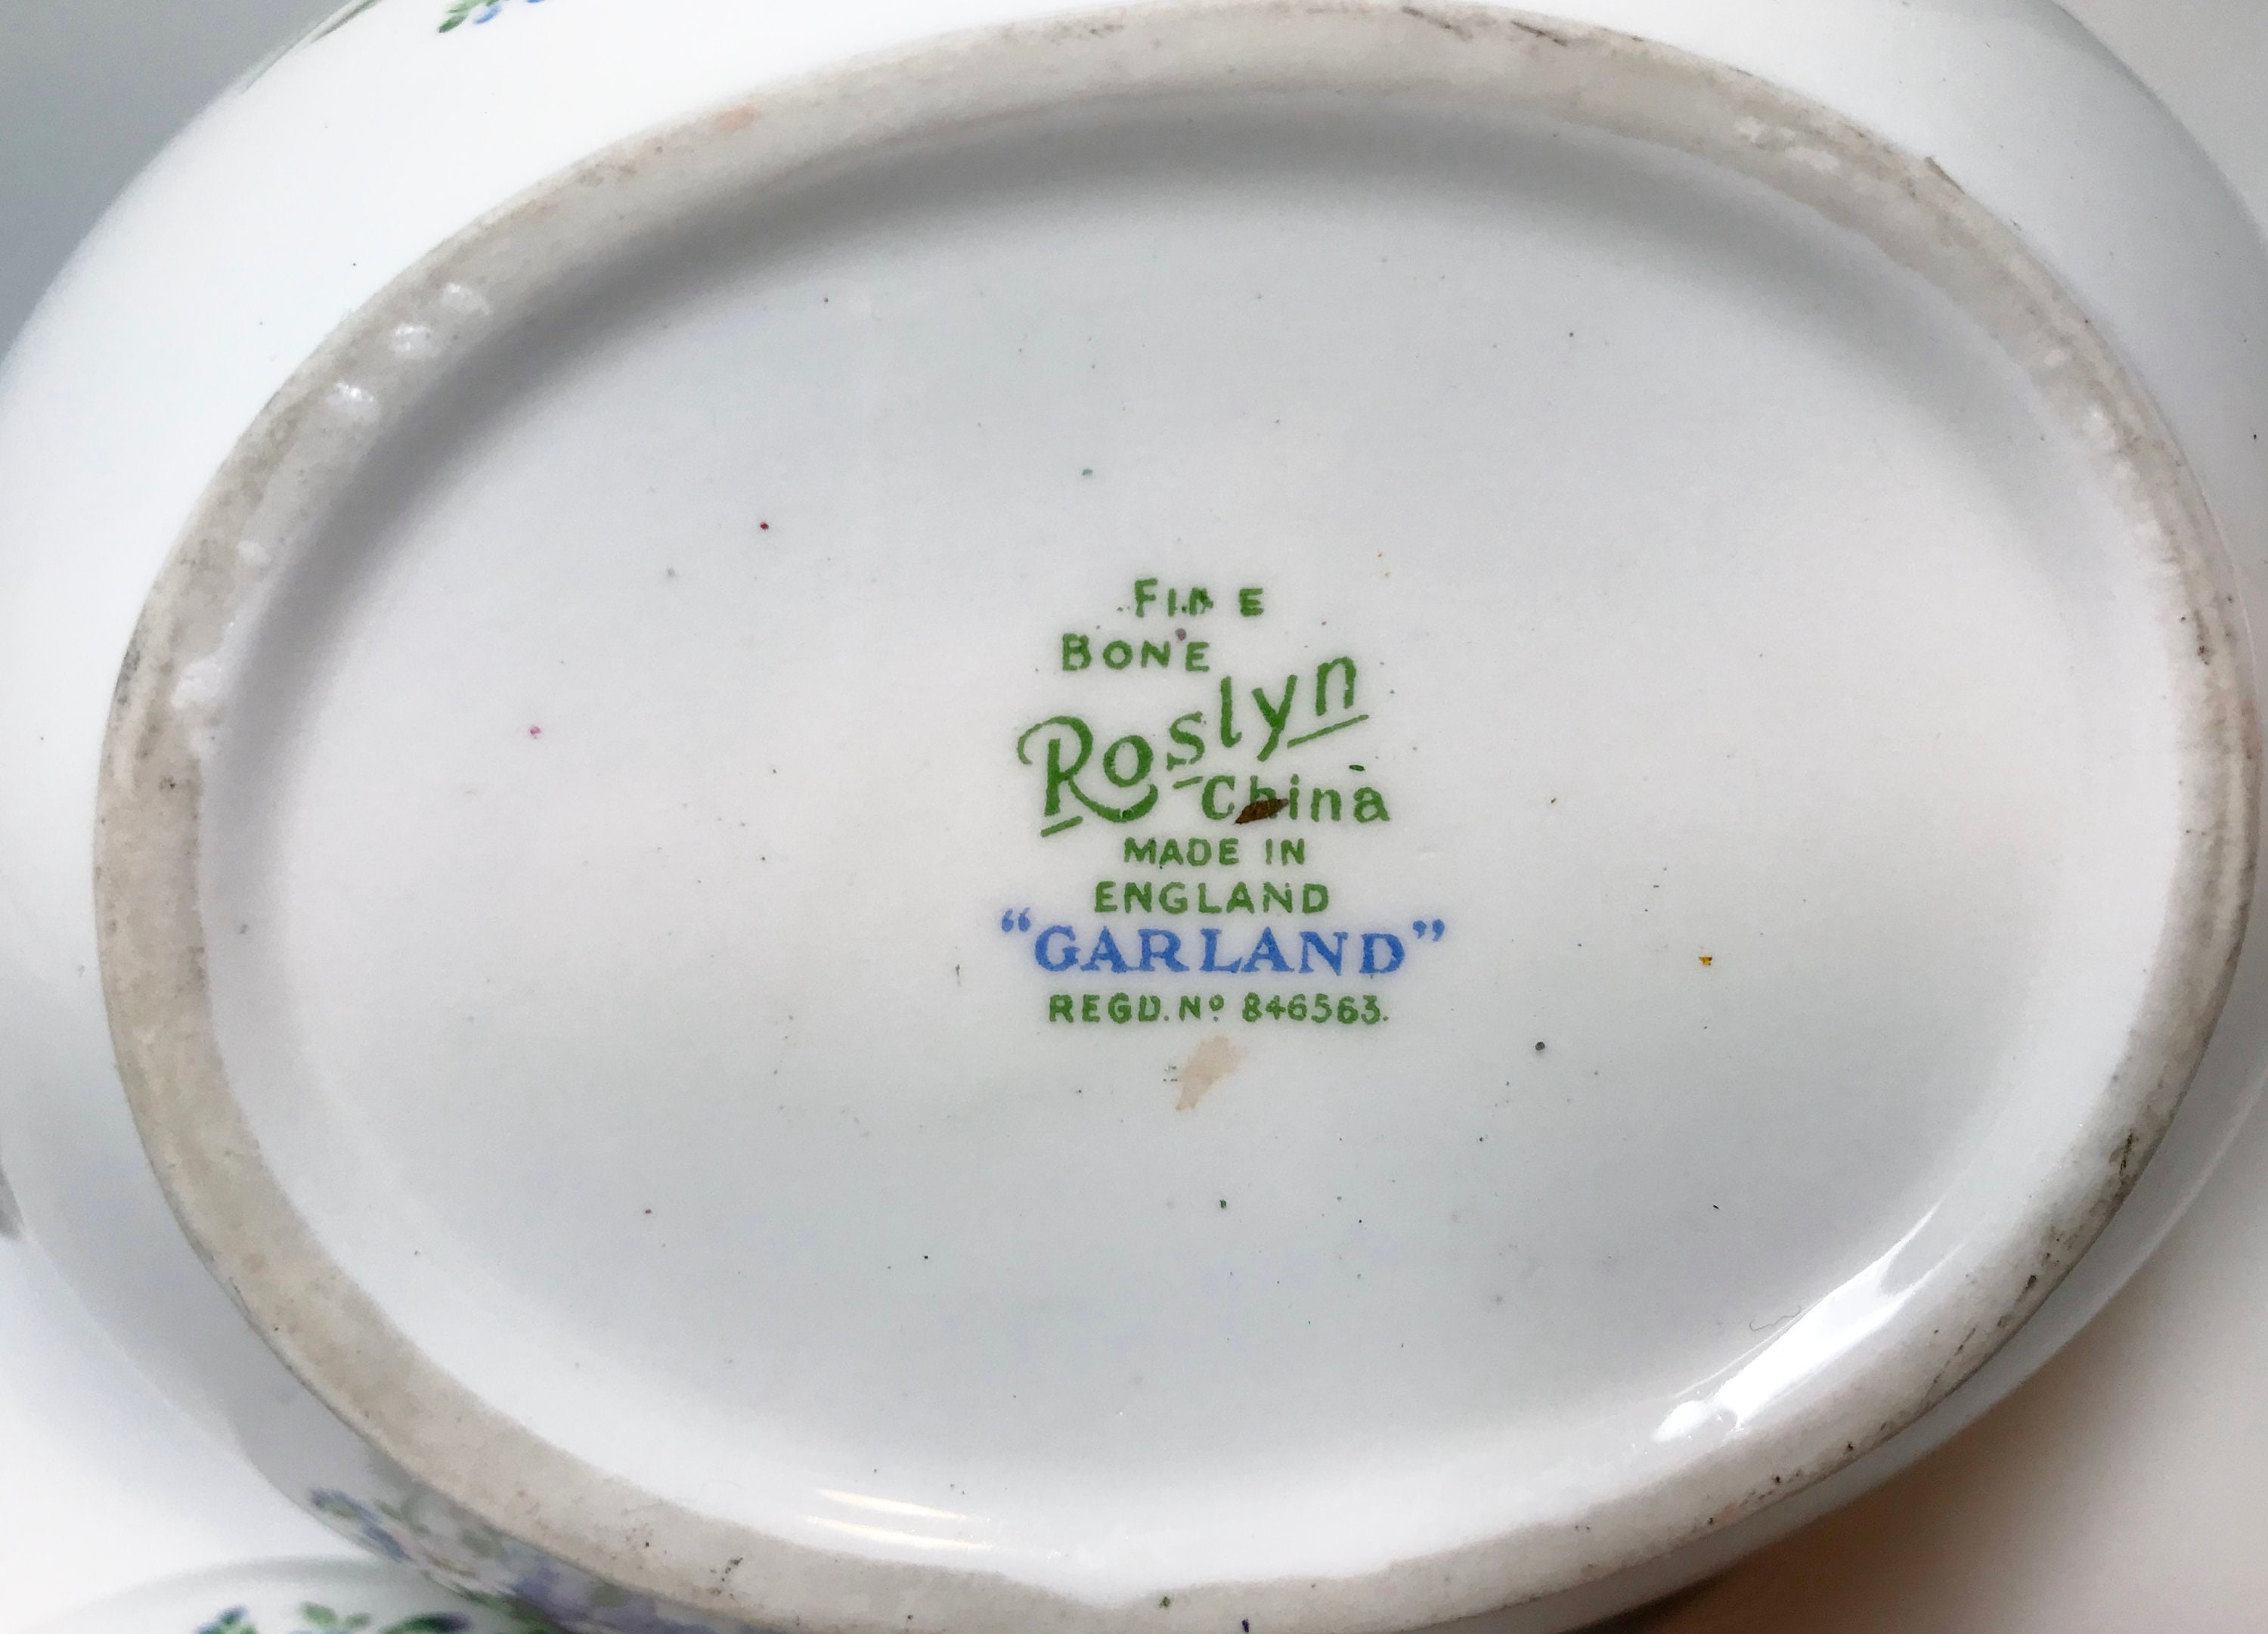 FINE
BONE
Roslyn
China
MADE IN
ENGLAND
"GARLAND"
REGD. No 846563.